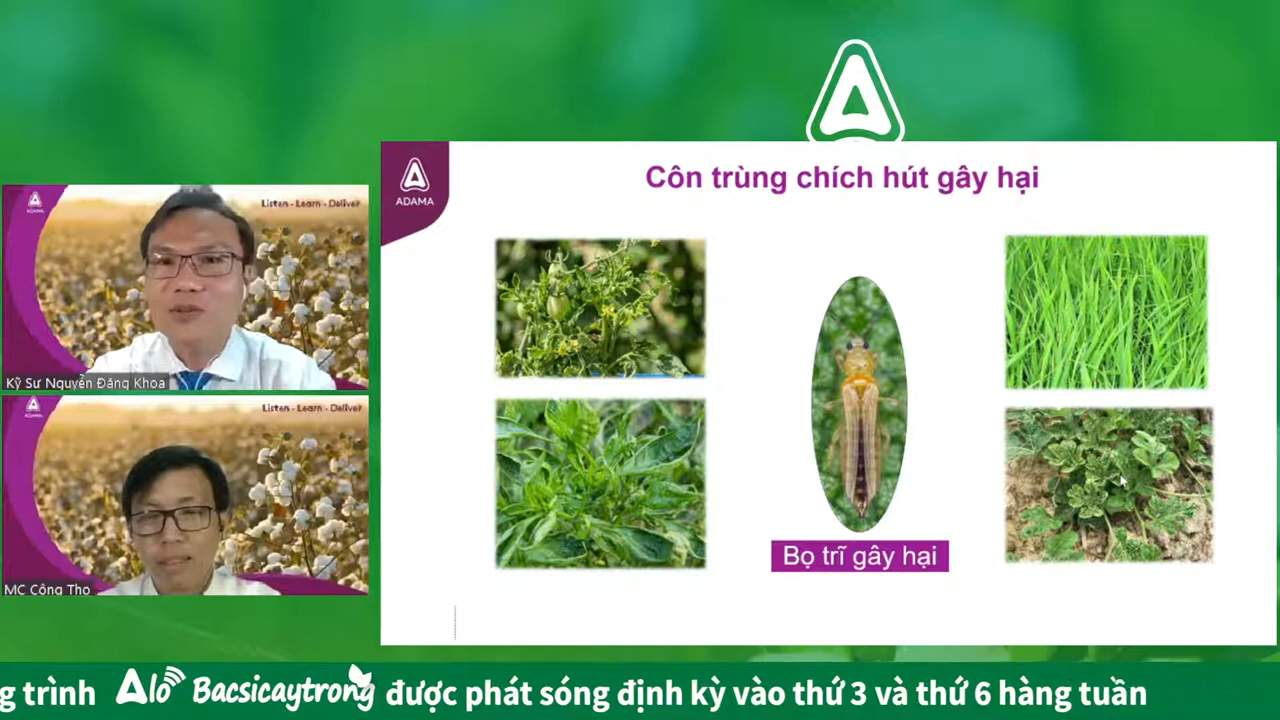 ADAMA
Côn trùng chích hút gây hại
ADAMA
Listen - Learn - Deliver
Kỹ Sư Nguyễn Đăng Khoa
ADAMA
Listen - Learn - Deliver
MC Công Thọ
Bọ trĩ gây hại
g trình Alô Bacsicaytrong được phát sóng định kỳ vào thứ 3 và thứ 6 hàng tuần